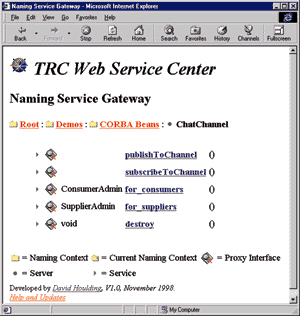 Naming Service Gateway - Microsoft Internet Explorer
File Edit View Go Favorites Help
Back Forward Stop Refresh Home Search Favorites History Channels Fullscreen
TRC Web Service Center
Naming Service Gateway
Root : Demos : CORBA Beans : ChatChannel
publishToChannel ()
subscribeToChannel ()
ConsumerAdmin for_consumers ()
SupplierAdmin for_suppliers ()
void destroy ()
= Naming Context = Current Naming Context = Proxy Interface
= Server = Service
Developed by David Houlding, V1.0, November 1998.
Help and Updates
My Computer